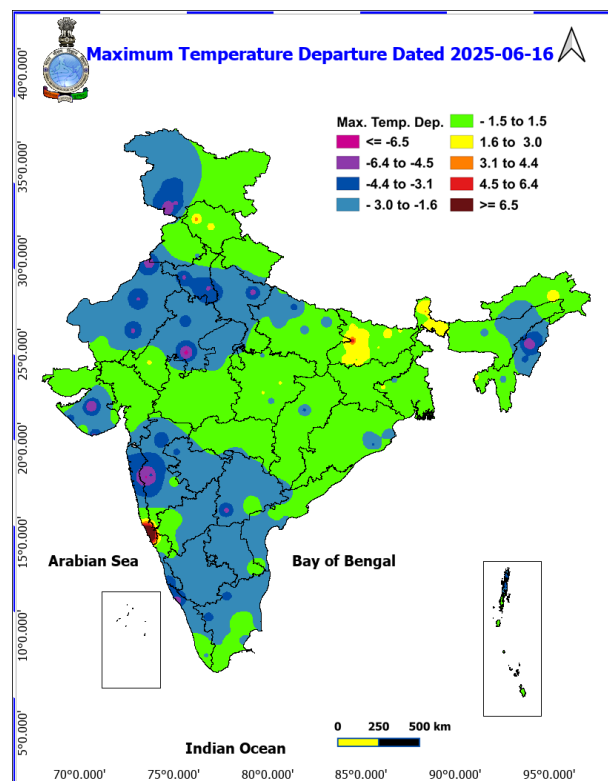 Maximum Temperature Departure Dated 2025-06-16
Max. Temp. Dep.
<= -6.5
-6.4 to -4.5
-4.4 to -3.1
- 3.0 to -1.6
- 1.5 to 1.5
1.6 to 3.0
3.1 to 4.4
4.5 to 6.4
>= 6.5
40°0.000'
35°0.000'
30°0.000'
25°0.000'
20°0.000'
15°0.000'
10°0.000'
5°0.000'
Arabian Sea
Bay of Bengal
Indian Ocean
0 250 500 km
70°0.000' 75°0.000' 80°0.000' 85°0.000' 90°0.000' 95°0.000'